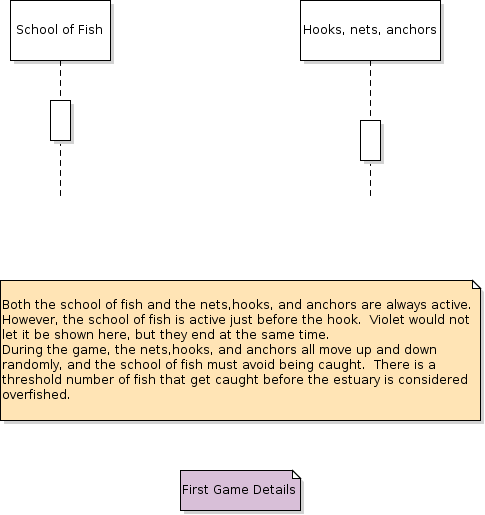 School of Fish
Hooks, nets, anchors
Both the school of fish and the nets,hooks, and anchors are always active.
However, the school of fish is active just before the hook.  Violet would not
let it be shown here, but they end at the same time.
During the game, the nets,hooks, and anchors all move up and down
randomly, and the school of fish must avoid being caught.  There is a
threshold number of fish that get caught before the estuary is considered
overfished.
First Game Details